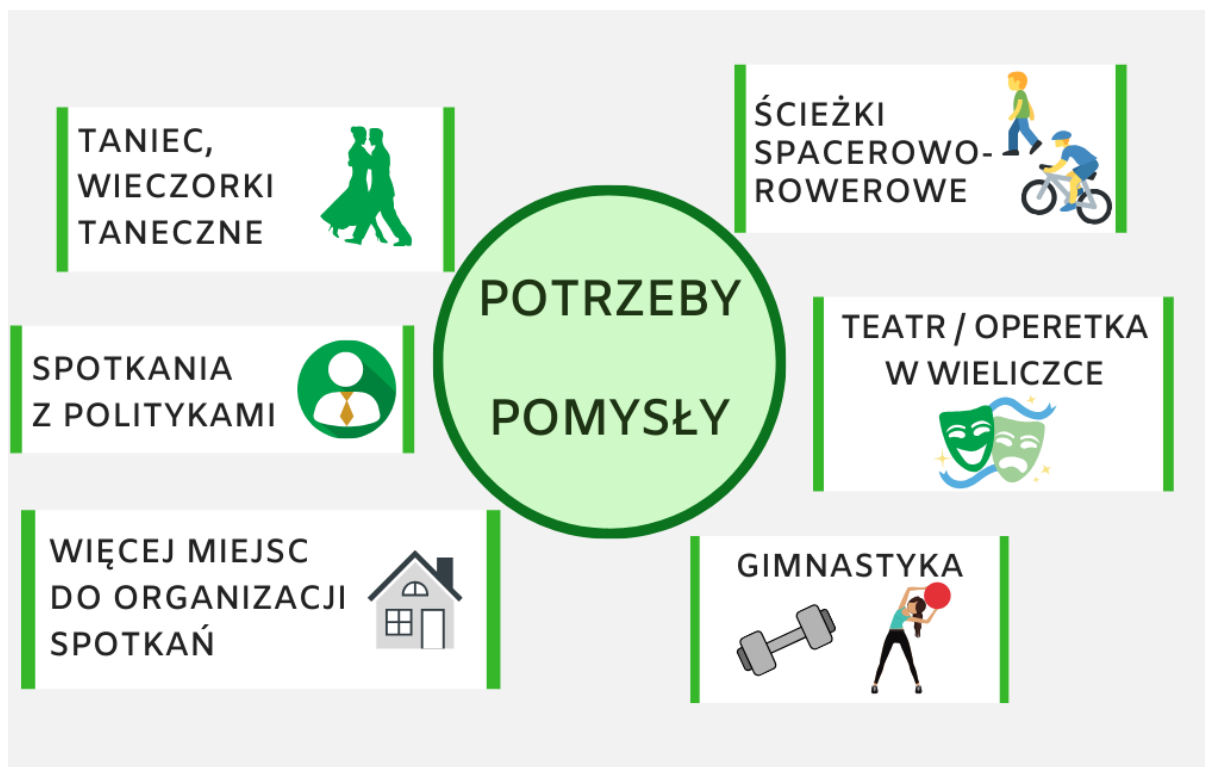 TANIEC,
WIECZORKI
TANECZNE
SPOTKANIA
Z POLITYKAMI
WIĘCEJ MIEJSC
DO ORGANIZACJI
SPOTKAŃ
POTRZEBY
POMYSŁY
ŚCIEŻKI
SPACEROWO-
ROWEROWE
TEATR / OPERETKA
W WIELICZCE
GIMNASTYKA